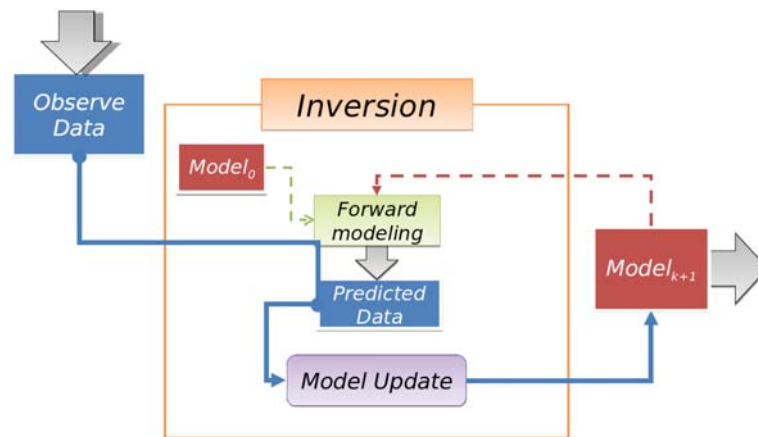 Observe
Data
Inversion
Model₀
Forward
modeling
Predicted
Data
Model Update
Modelₖ₊₁